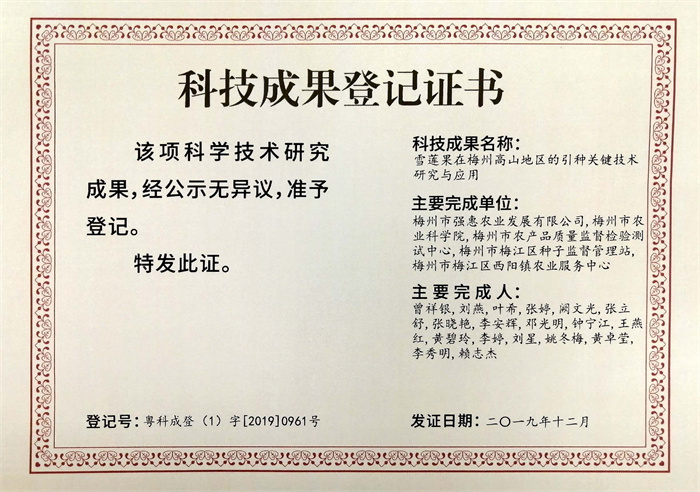 科技成果登记证书
该项科学技术研究
成果，经公示无异议，准予
登记。
特发此证。
登记号：粤科成登（1）字[2019]0961号
科技成果名称：
雪莲果在梅州高山地区的引种关键技术
研究与应用
主要完成单位：
梅州市强惠农业发展有限公司，梅州市农
业科学院，梅州市农产品质量监督检验测
试中心，梅州市梅江区种子监督管理站，
梅州市梅江区西阳镇农业服务中心
主要完成人：
曾祥银，刘燕，叶希，张婷，阙文光，张立
舒，张晓艳，李安辉，邓光明，钟宁江，王燕
红，黄碧玲，李婷，刘星，姚冬梅，黄卓莹，
李秀明，赖志杰
发证日期：二〇一九年十二月